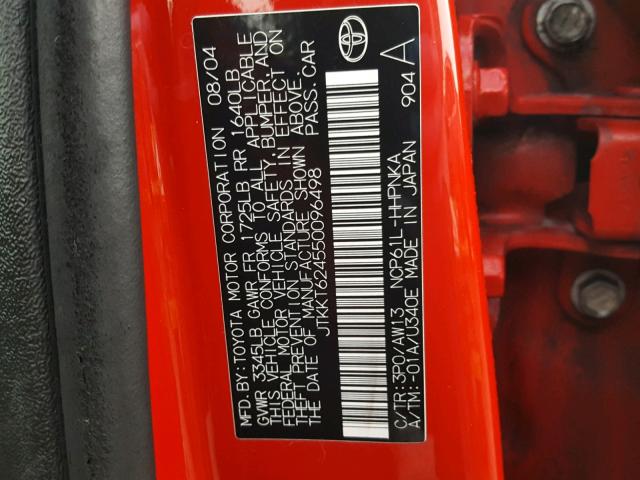 MFD. BY: TOYOTA MOTOR CORPORATION 08/04
GVWR 3345LB GAWR FR 1725LB RR 1640LB
THIS VEHICLE CONFORMS TO ALL APPLICABLE
FEDERAL MOTOR VEHICLE SAFETY, BUMPER, AND
THEFT PREVENTION STANDARDS IN EFFECT ON
THE DATE OF MANUFACTURE SHOWN ABOVE.
JTKKT624550096498 PASS. CAR
C/TR: 3P0/AW13 NCP61L-HHPNKA
A/TM: -01A/U340E MADE IN JAPAN
904 A